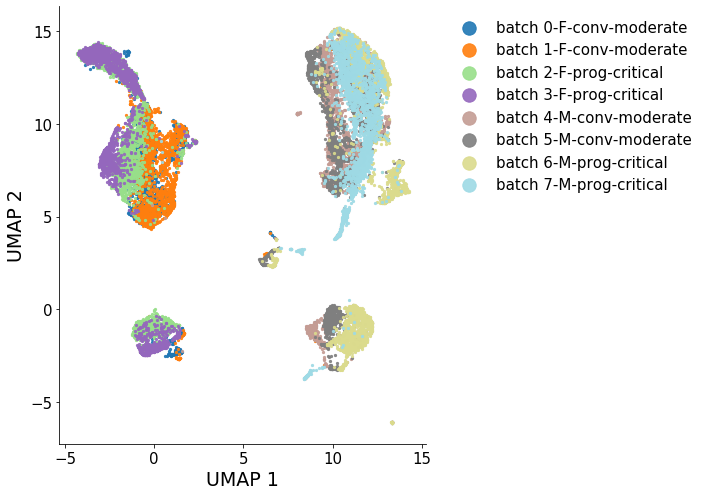 15
10
5
0
−5
UMAP 2
−5
0
5
10
15
UMAP 1
batch 0-F-conv-moderate
batch 1-F-conv-moderate
batch 2-F-prog-critical
batch 3-F-prog-critical
batch 4-M-conv-moderate
batch 5-M-conv-moderate
batch 6-M-prog-critical
batch 7-M-prog-critical